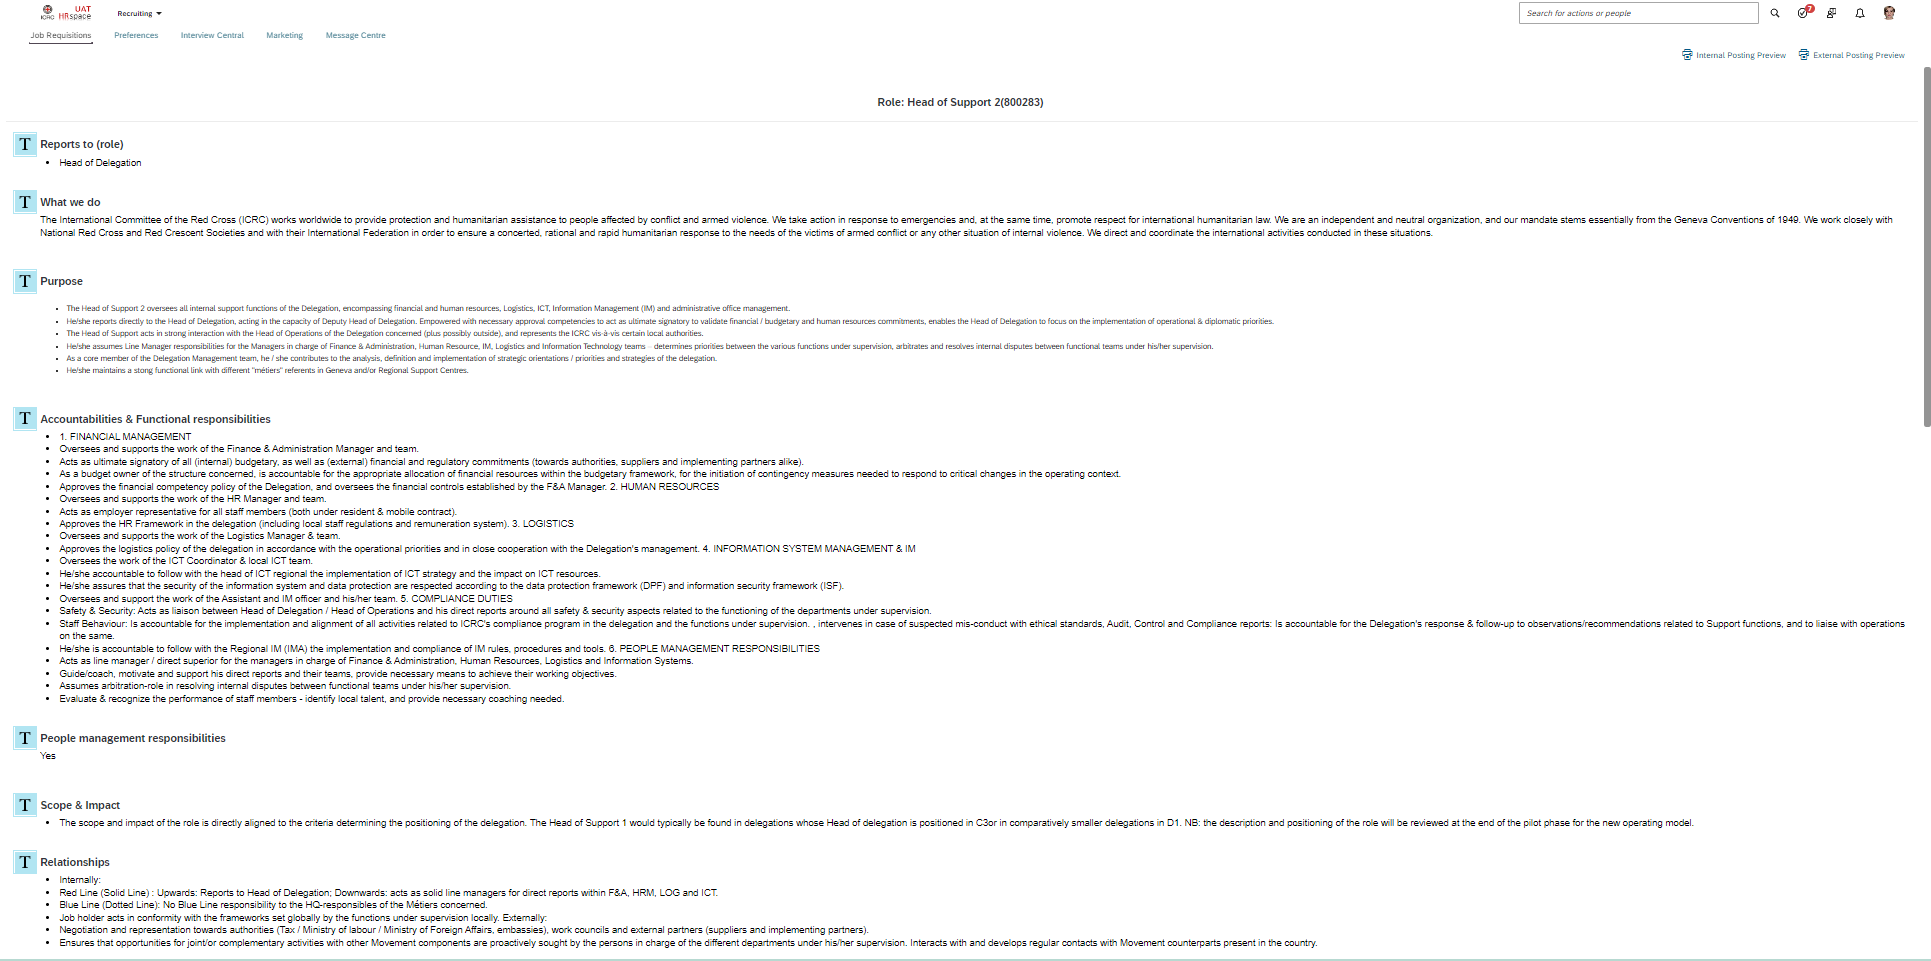 ICRC
UAT
HRspace
Recruiting
Search for actions or people
7
Job Requisitions
Preferences
Interview Central
Marketing
Message Centre
Internal Posting Preview
External Posting Preview
Role: Head of Support 2(800283)
T
Reports to (role)
• Head of Delegation
T
What we do
The International Committee of the Red Cross (ICRC) works worldwide to provide protection and humanitarian assistance to people affected by conflict and armed violence. We take action in response to emergencies and, at the same time, promote respect for international humanitarian law. We are an independent and neutral organization, and our mandate stems essentially from the Geneva Conventions of 1949. We work closely with
National Red Cross and Red Crescent Societies and with their International Federation in order to ensure a concerted, rational and rapid humanitarian response to the needs of the victims of armed conflict or any other situation of internal violence. We direct and coordinate the international activities conducted in these situations.
T
Purpose
• The Head of Support 2 oversees all internal support functions of the Delegation, encompassing financial and human resources, Logistics, ICT, Information Management (IM) and administrative office management.
• He/she reports directly to the Head of Delegation, acting in the capacity of Deputy Head of Delegation. Empowered with necessary approval competencies to act as ultimate signatory to validate financial / budgetary and human resources commitments, enables the Head of Delegation to focus on the implementation of operational & diplomatic priorities.
• The Head of Support acts in strong interaction with the Head of Operations of the Delegation concerned (plus possibly outside), and represents the ICRC vis-à-vis certain local authorities.
• He/she assumes Line Manager responsibilities for the Managers in charge of Finance & Administration, Human Resource, IM, Logistics and Information Technology teams – determines priorities between the various functions under supervision, arbitrates and resolves internal disputes between functional teams under his/her supervision.
• As a core member of the Delegation Management team, he / she contributes to the analysis, definition and implementation of strategic orientations / priorities and strategies of the delegation.
• He/she maintains a stong functional link with different "métiers" referents in Geneva and/or Regional Support Centres.
T
Accountabilities & Functional responsibilities
• 1. FINANCIAL MANAGEMENT
• Oversees and supports the work of the Finance & Administration Manager and team.
• Acts as ultimate signatory of all (internal) budgetary, as well as (external) financial and regulatory commitments (towards authorities, suppliers and implementing partners alike).
• As a budget owner of the structure concerned, is accountable for the appropriate allocation of financial resources within the budgetary framework, for the initiation of contingency measures needed to respond to critical changes in the operating context.
• Approves the financial competency policy of the Delegation, and oversees the financial controls established by the F&A Manager. 2. HUMAN RESOURCES
• Oversees and supports the work of the HR Manager and team.
• Acts as employer representative for all staff members (both under resident & mobile contract).
• Approves the HR Framework in the delegation (including local staff regulations and remuneration system). 3. LOGISTICS
• Oversees and supports the work of the Logistics Manager & team.
• Approves the logistics policy of the delegation in accordance with the operational priorities and in close cooperation with the Delegation's management. 4. INFORMATION SYSTEM MANAGEMENT & IM
• Oversees the work of the ICT Coordinator & local ICT team.
• He/she accountable to follow with the head of ICT regional the implementation of ICT strategy and the impact on ICT resources.
• He/she assures that the security of the information system and data protection are respected according to the data protection framework (DPF) and information security framework (ISF).
• Oversees and support the work of the Assistant and IM officer and his/her team. 5. COMPLIANCE DUTIES
• Safety & Security: Acts as liaison between Head of Delegation / Head of Operations and his direct reports around all safety & security aspects related to the functioning of the departments under supervision.
• Staff Behaviour: Is accountable for the implementation and alignment of all activities related to ICRC's compliance program in the delegation and the functions under supervision. , intervenes in case of suspected mis-conduct with ethical standards, Audit, Control and Compliance reports: Is accountable for the Delegation's response & follow-up to observations/recommendations related to Support functions, and to liaise with operations
on the same.
• He/she is accountable to follow with the Regional IM (IMA) the implementation and compliance of IM rules, procedures and tools. 6. PEOPLE MANAGEMENT RESPONSIBILITIES
• Acts as line manager / direct superior for the managers in charge of Finance & Administration, Human Resources, Logistics and Information Systems.
• Guide/coach, motivate and support his direct reports and their teams, provide necessary means to achieve their working objectives.
• Assumes arbitration-role in resolving internal disputes between functional teams under his/her supervision.
• Evaluate & recognize the performance of staff members - identify local talent, and provide necessary coaching needed.
T
People management responsibilities
Yes
T
Scope & Impact
• The scope and impact of the role is directly aligned to the criteria determining the positioning of the delegation. The Head of Support 1 would typically be found in delegations whose Head of delegation is positioned in C3or in comparatively smaller delegations in D1. NB: the description and positioning of the role will be reviewed at the end of the pilot phase for the new operating model.
T
Relationships
• Internally:
• Red Line (Solid Line) : Upwards: Reports to Head of Delegation; Downwards: acts as solid line managers for direct reports within F&A, HRM, LOG and ICT.
• Blue Line (Dotted Line): No Blue Line responsibility to the HQ-responsibles of the Métiers concerned.
• Job holder acts in conformity with the frameworks set globally by the functions under supervision locally. Externally:
• Negotiation and representation towards authorities (Tax / Ministry of labour / Ministry of Foreign Affairs, embassies), work councils and external partners (suppliers and implementing partners).
• Ensures that opportunities for joint/or complementary activities with other Movement components are proactively sought by the persons in charge of the different departments under his/her supervision. Interacts with and develops regular contacts with Movement counterparts present in the country.